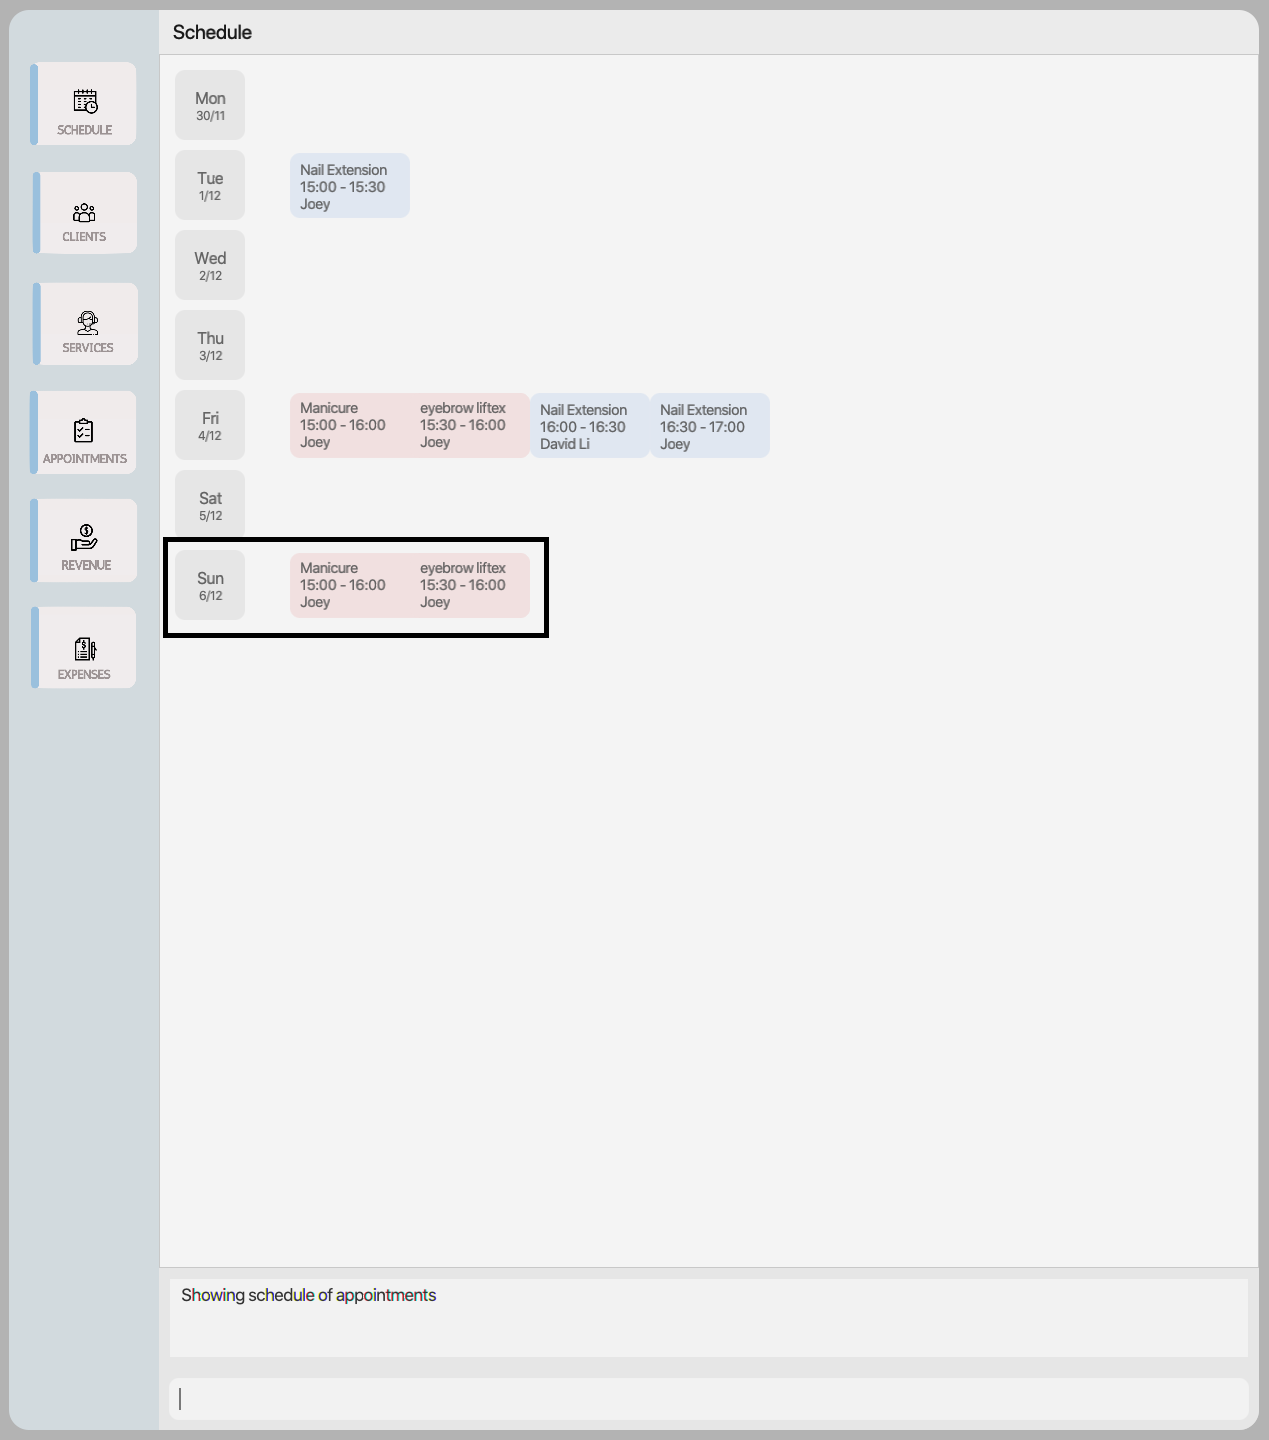 Schedule
SCHEDULE
CLIENTS
SERVICES
APPOINTMENTS
REVENUE
EXPENSES
Mon
30/11
Tue
1/12
Nail Extension
15:00 - 15:30
Joey
Wed
2/12
Thu
3/12
Fri
4/12
Manicure
15:00 - 16:00
Joey
eyebrow liftex
15:30 - 16:00
Joey
Nail Extension
16:00 - 16:30
David Li
Nail Extension
16:30 - 17:00
Joey
Sat
5/12
Sun
6/12
Manicure
15:00 - 16:00
Joey
eyebrow liftex
15:30 - 16:00
Joey
Showing schedule of appointments